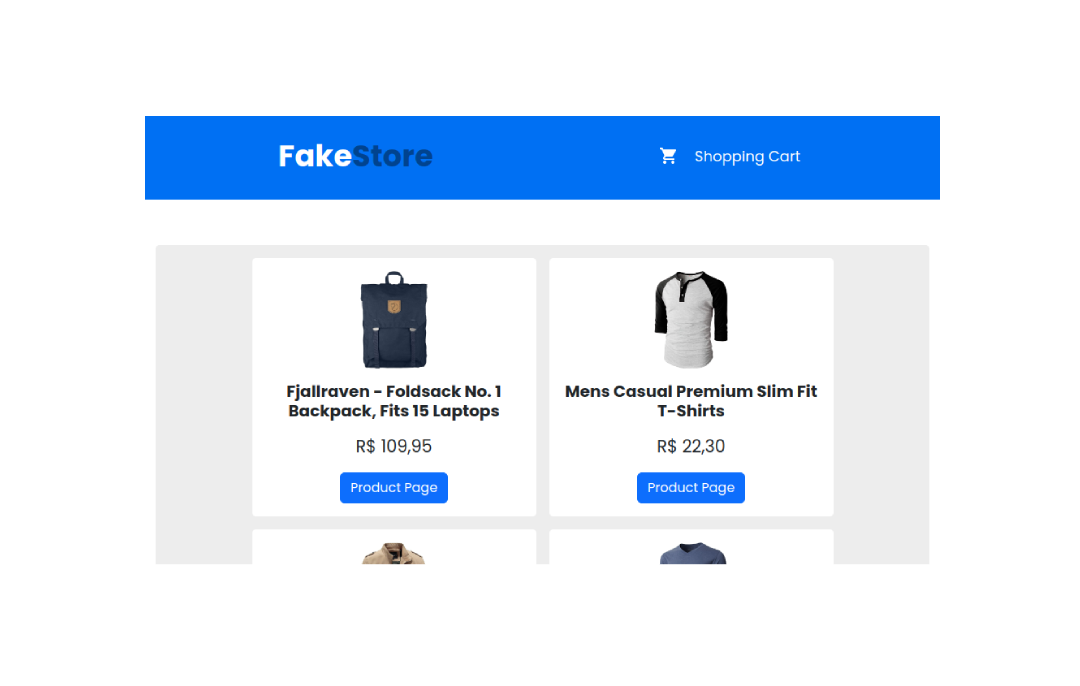 FakeStore
Shopping Cart
Fjallraven - Foldsack No. 1
Backpack, Fits 15 Laptops
R$ 109,95
Product Page
Mens Casual Premium Slim Fit
T-Shirts
R$ 22,30
Product Page